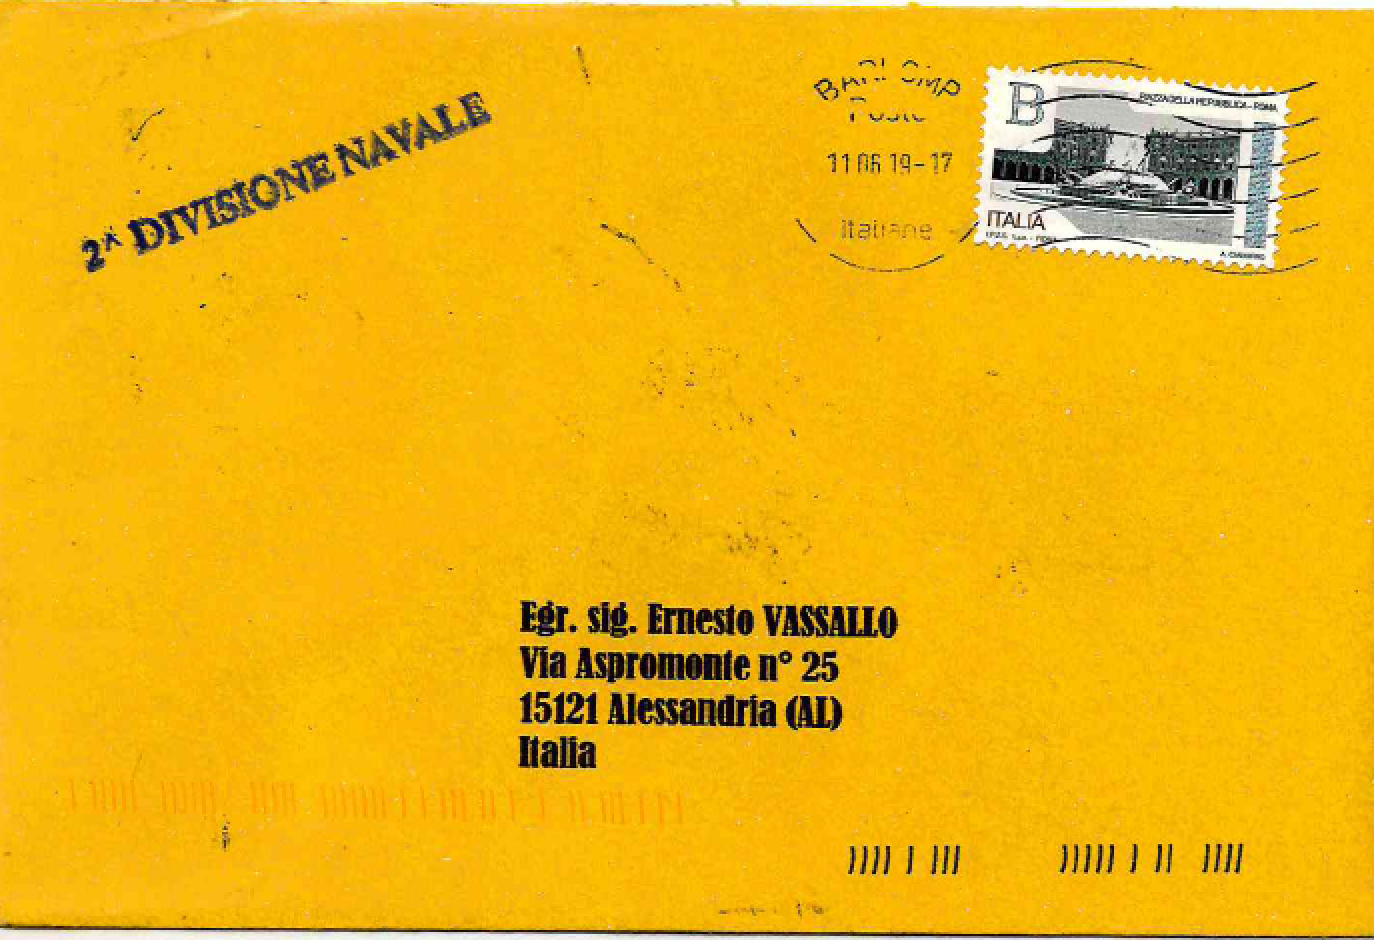 2^ DIVISIONE NAVALE
BARI CMP
Poste
11 06 19-17
italiane
B
PIAZZA DELLA REPUBBLICA - ROMA
ITALIA
Egr. sig. Ernesto VASSALLO
Via Aspromonte n° 25
15121 Alessandria (AL)
Italia